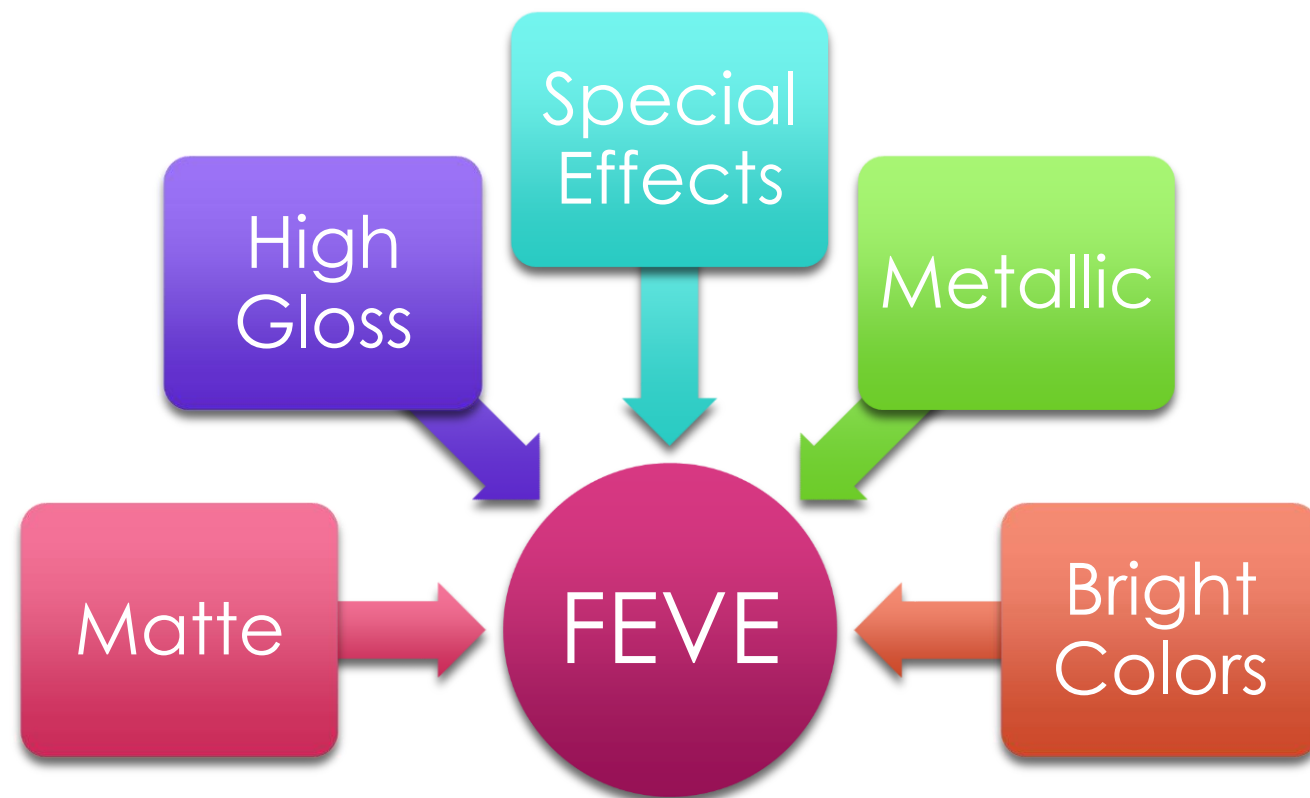 Special
Effects
High
Gloss
Metallic
Matte
FEVE
Bright
Colors